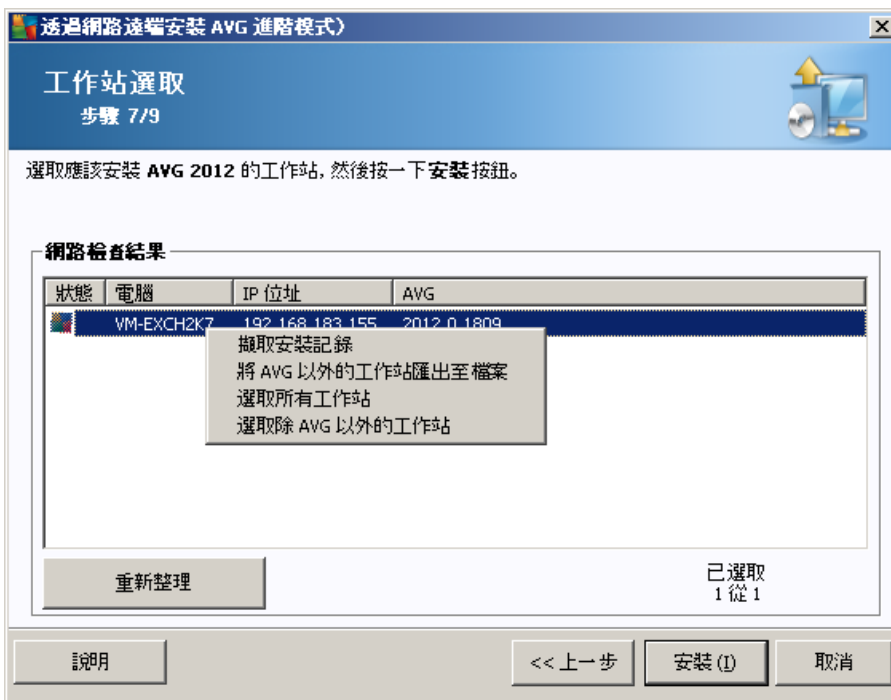 透過網路遠端安裝 AVG 進階模式)
工作站選取
步驟 7/9
選取應該安裝 AVG 2012 的工作站, 然後按一下安裝按鈕。
網路檢查結果
狀態 電腦 IP 位址 AVG
VM-EXCH2K7 192.168.183.155 2012.0.1809
擷取安裝記錄
將 AVG 以外的工作站匯出至檔案
選取所有工作站
選取除 AVG 以外的工作站
重新整理
已選取
1 從 1
說明 << 上一步 安裝 (I) 取消